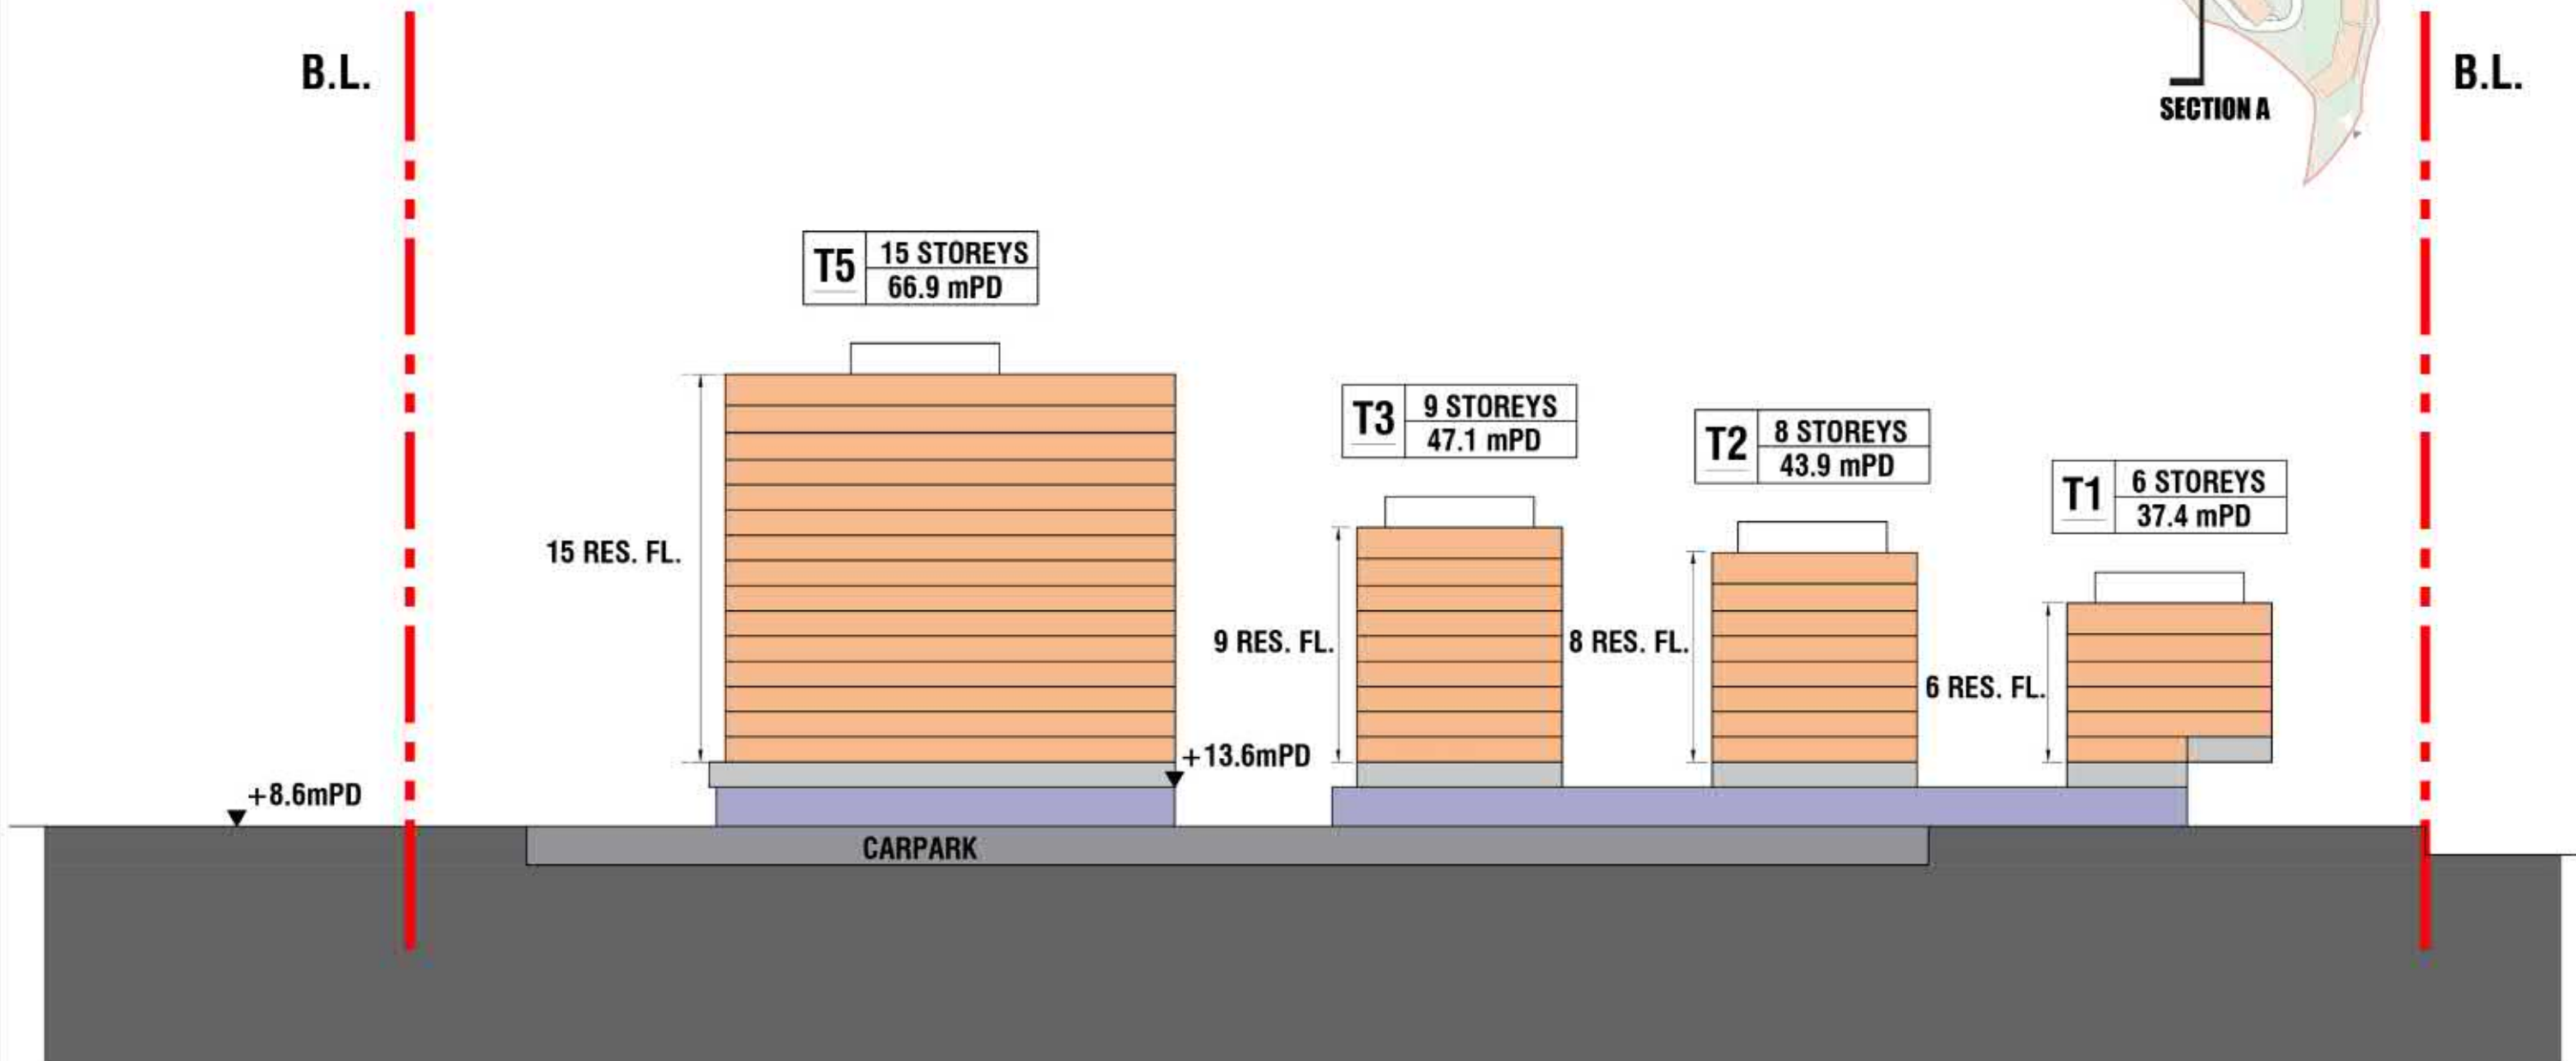 B.L.
B.L.
SECTION A
T5
15 STOREYS
66.9 mPD
T3
9 STOREYS
47.1 mPD
T2
8 STOREYS
43.9 mPD
T1
6 STOREYS
37.4 mPD
15 RES. FL.
9 RES. FL.
8 RES. FL.
6 RES. FL.
+13.6mPD
+8.6mPD
CARPARK